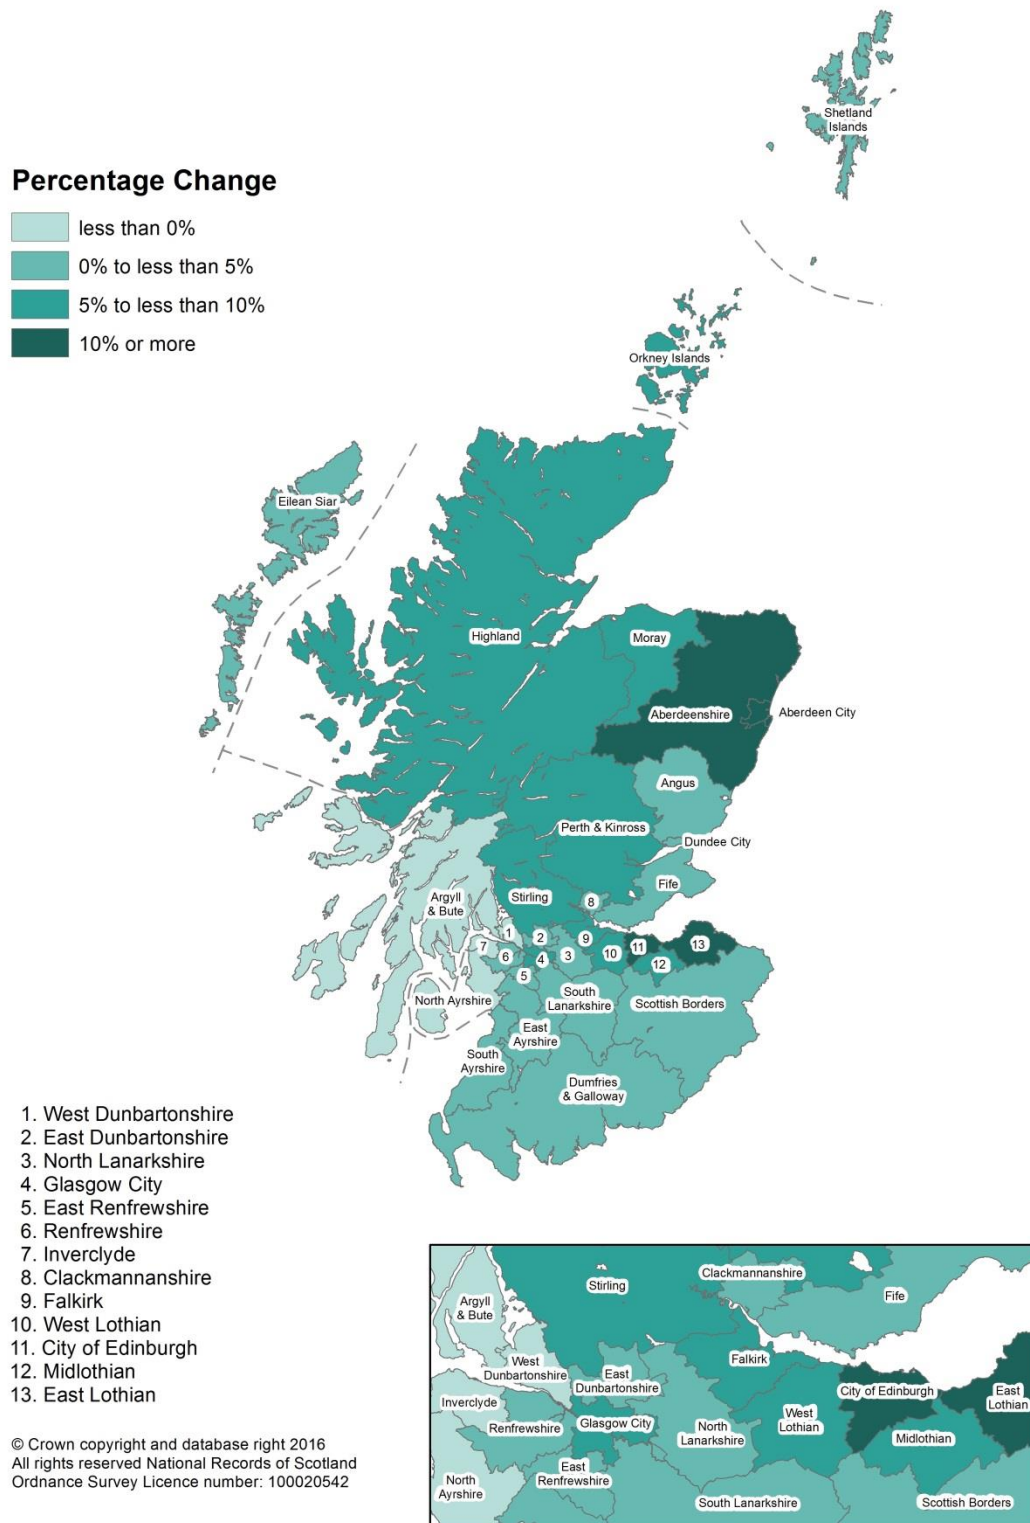 Percentage Change
less than 0%
0% to less than 5%
5% to less than 10%
10% or more
Shetland
Islands
Orkney Islands
Eilean Siar
Highland
Moray
Aberdeenshire
Aberdeen City
Angus
Perth & Kinross
Dundee City
Fife
Stirling
Argyll
& Bute
8
1
2
9
11
13
7
6
4
3
10
12
5
North Ayrshire
South
Lanarkshire
Scottish Borders
East
Ayrshire
South
Ayrshire
Dumfries
& Galloway
1. West Dunbartonshire
2. East Dunbartonshire
3. North Lanarkshire
4. Glasgow City
5. East Renfrewshire
6. Renfrewshire
7. Inverclyde
8. Clackmannanshire
9. Falkirk
10. West Lothian
11. City of Edinburgh
12. Midlothian
13. East Lothian
© Crown copyright and database right 2016
All rights reserved National Records of Scotland
Ordnance Survey Licence number: 100020542
Stirling
Clackmannanshire
Fife
Argyll
& Bute
West
Dunbartonshire
East
Dunbartonshire
Falkirk
City of Edinburgh
East
Lothian
Inverclyde
Renfrewshire
Glasgow City
North
Lanarkshire
West
Lothian
Midlothian
North
Ayrshire
East
Renfrewshire
South Lanarkshire
Scottish Borders